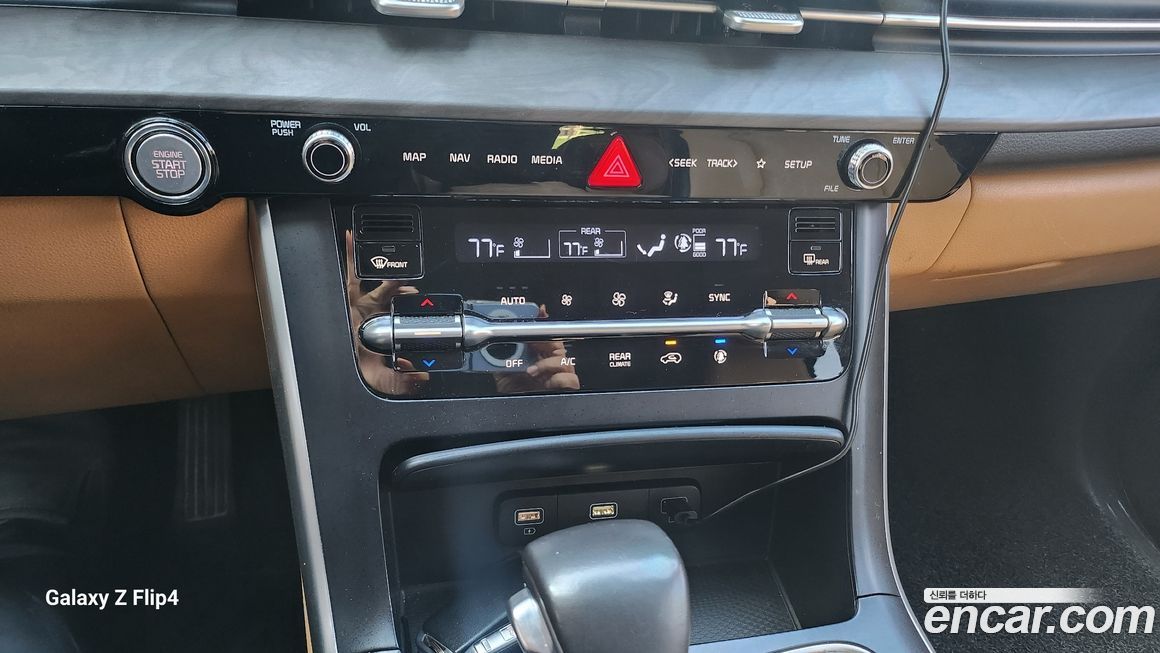 POWER PUSH
VOL
MAP NAV RADIO MEDIA
<SEEK TRACK> ☆ SETUP
TUNE
ENTER
FILE
ENGINE
START
STOP
FRONT
77°F
REAR
77°F
POOR
GOOD
77°F
REAR
AUTO
SYNC
OFF
A/C
REAR
CLIMATE
Galaxy Z Flip4
신뢰를 더하다
encar.com